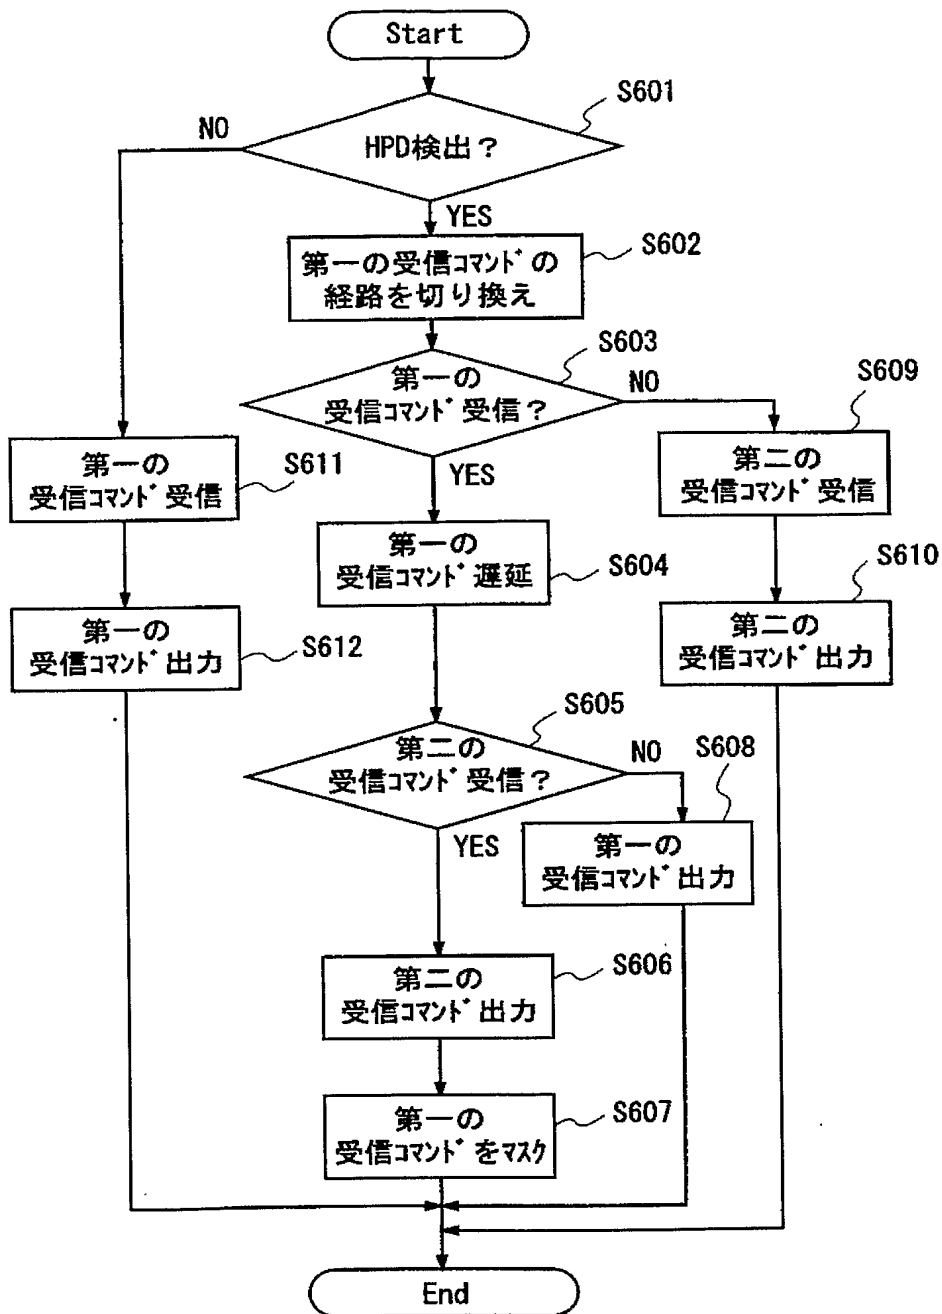 Start
S601
NO
HPD検出？
YES
S602
第一の受信ｺﾏﾝﾄﾞの
経路を切り換え
S603
第一の
受信ｺﾏﾝﾄﾞ受信？
NO
S609
YES
第二の
受信ｺﾏﾝﾄﾞ受信
第一の
受信ｺﾏﾝﾄﾞ受信
S611
第一の
受信ｺﾏﾝﾄﾞ遅延
S604
S610
第二の
受信ｺﾏﾝﾄﾞ出力
第一の
受信ｺﾏﾝﾄﾞ出力
S612
S605
第二の
受信ｺﾏﾝﾄﾞ受信？
NO
S608
YES
第一の
受信ｺﾏﾝﾄﾞ出力
第二の
受信ｺﾏﾝﾄﾞ出力
S606
第一の
受信ｺﾏﾝﾄﾞをﾏｽｸ
S607
End